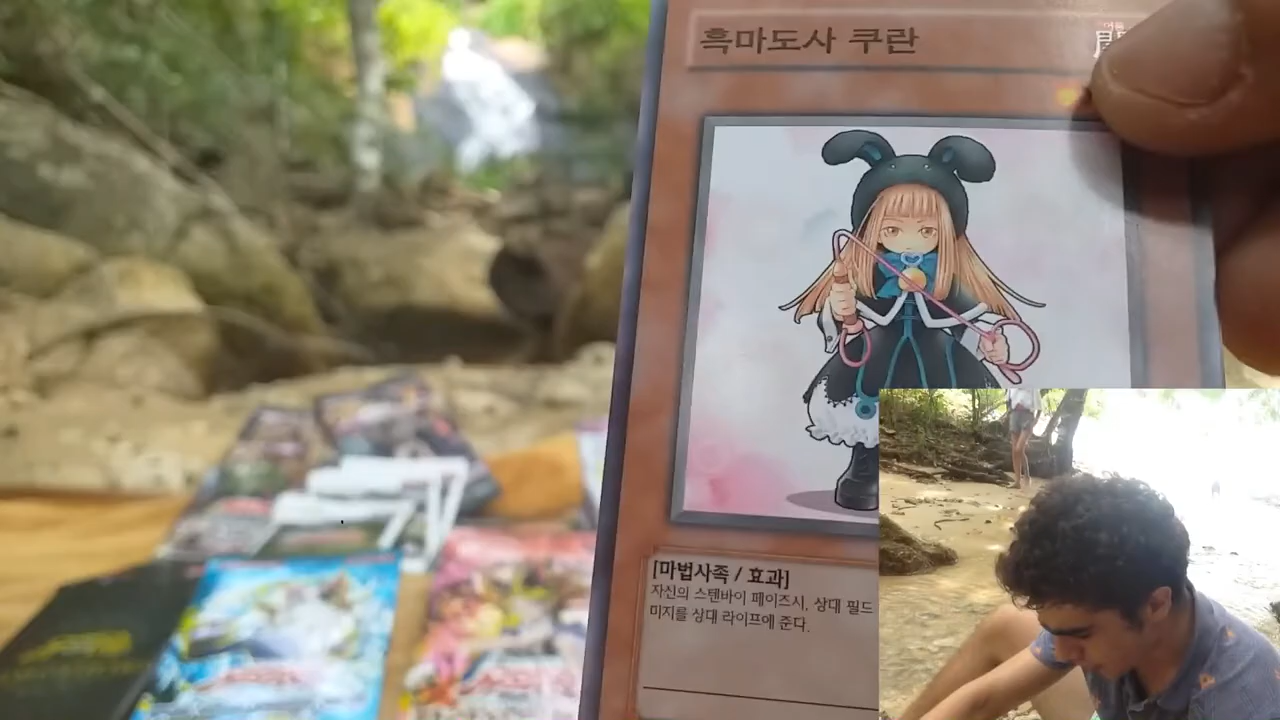 흑마도사 쿠란
[마법사족 / 효과]
자신의 스텐바이 페이즈시, 상대 필드
미지를 상대 라이프에 준다.